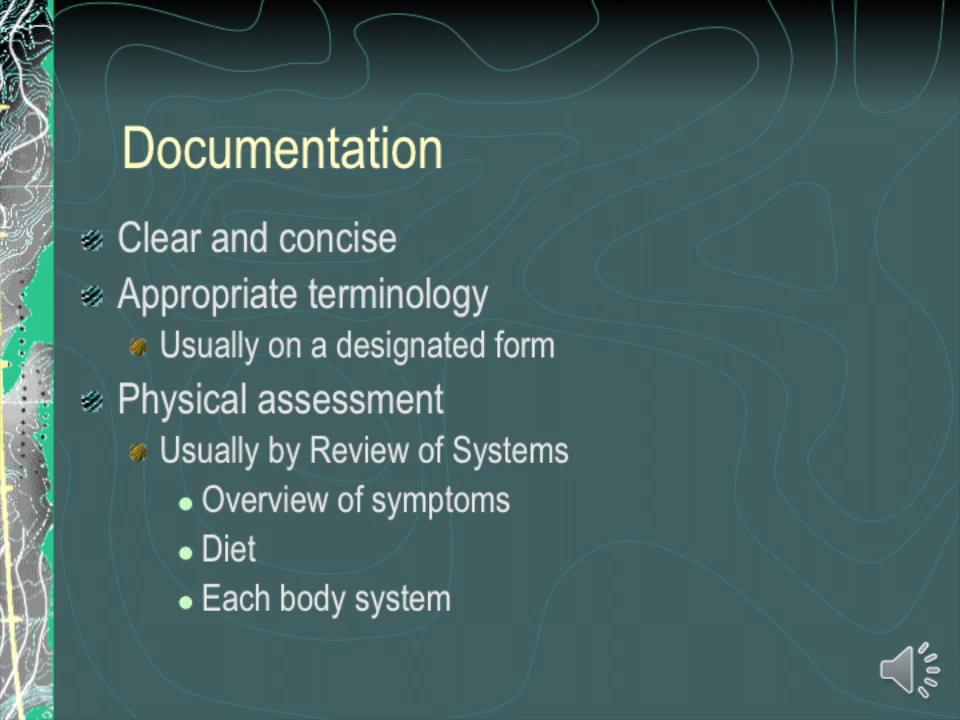 Documentation
Clear and concise
Appropriate terminology
Usually on a designated form
Physical assessment
Usually by Review of Systems
Overview of symptoms
Diet
Each body system